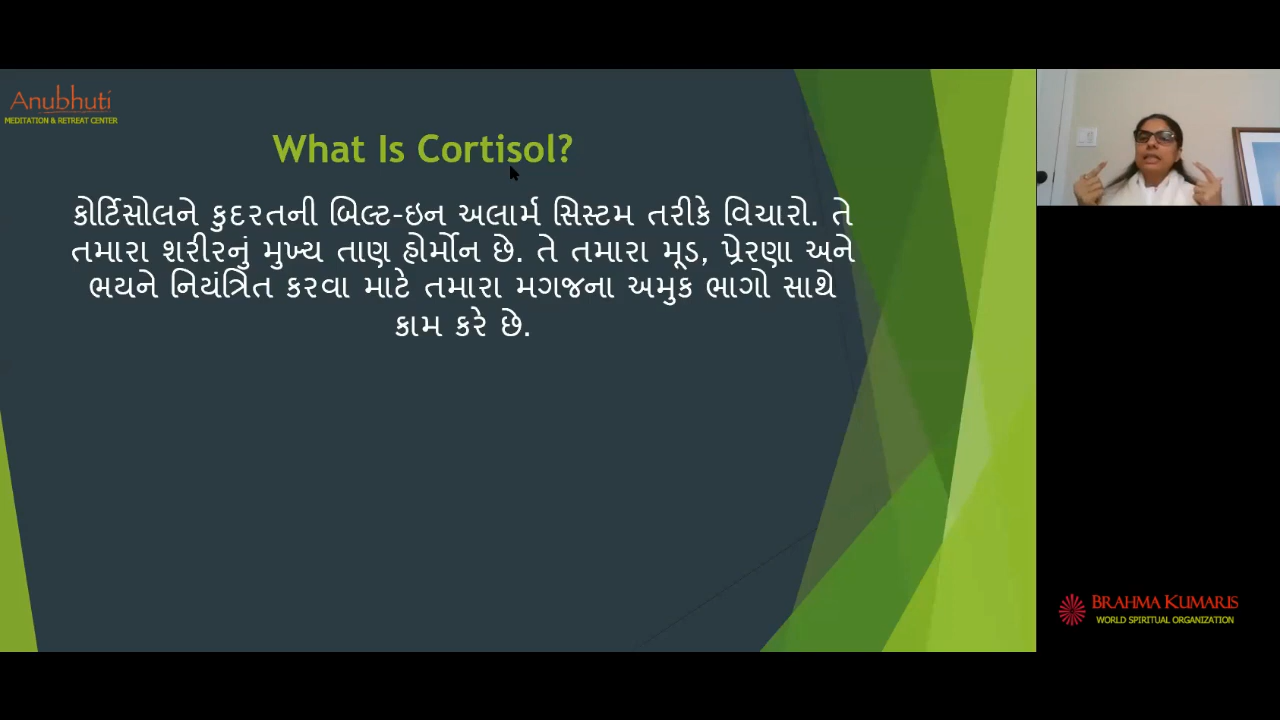 Anubhuti
MEDITATION & RETREAT CENTER
What Is Cortisol?
કોર્ટિસોલને કુદરતની બિલ્ટ-ઇન અલાર્મ સિસ્ટમ તરીકે વિચારો. તે
તમારા શરીરનું મુખ્ય તાણ હોર્મોન છે. તે તમારા મૂડ, પ્રેરણા અને
ભયને નિયંત્રિત કરવા માટે તમારા મગજના અમુક ભાગો સાથે
કામ કરે છે.
BRAHMA KUMARIS
WORLD SPIRITUAL ORGANIZATION